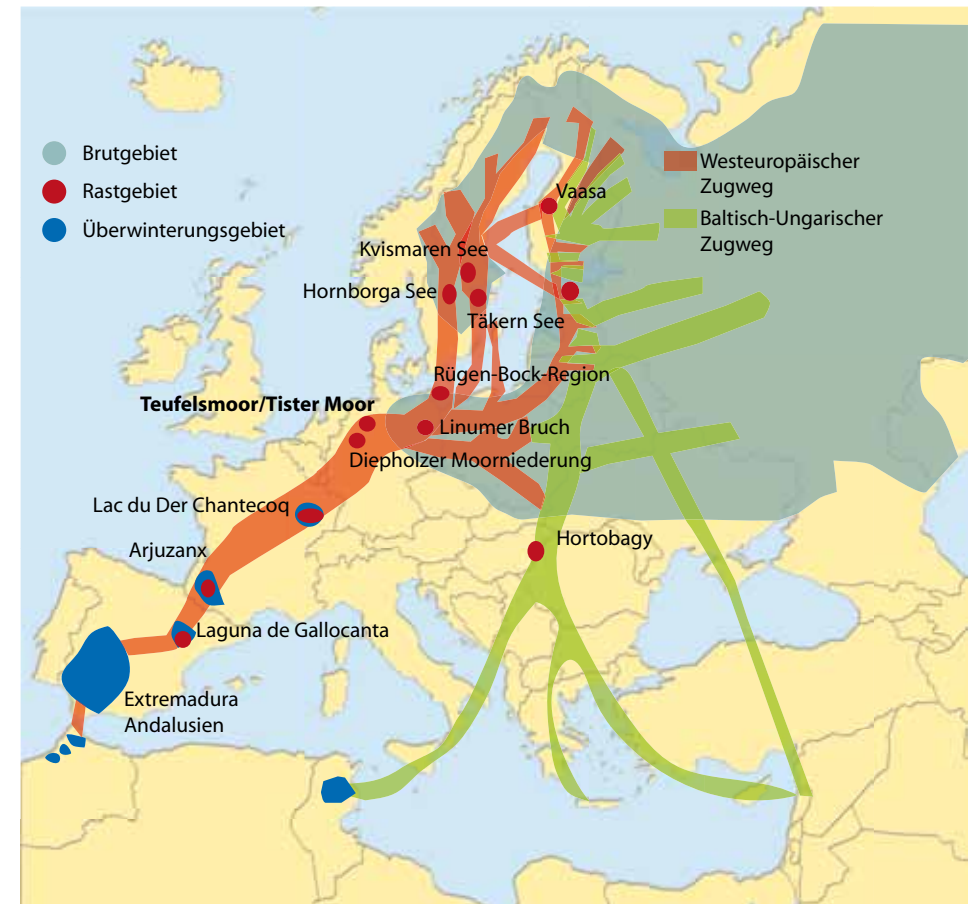 Brutgebiet
Rastgebiet
Überwinterungsgebiet
Westeuropäischer
Zugweg
Baltisch-Ungarischer
Zugweg
Vaasa
Kvismaren See
Hornborga See
Täkern See
Rügen-Bock-Region
Teufelsmoor/Tister Moor
Linumer Bruch
Diepholzer Moorniederung
Lac du Der Chantecoq
Hortobagy
Arjuzanx
Laguna de Gallocanta
Extremadura
Andalusien